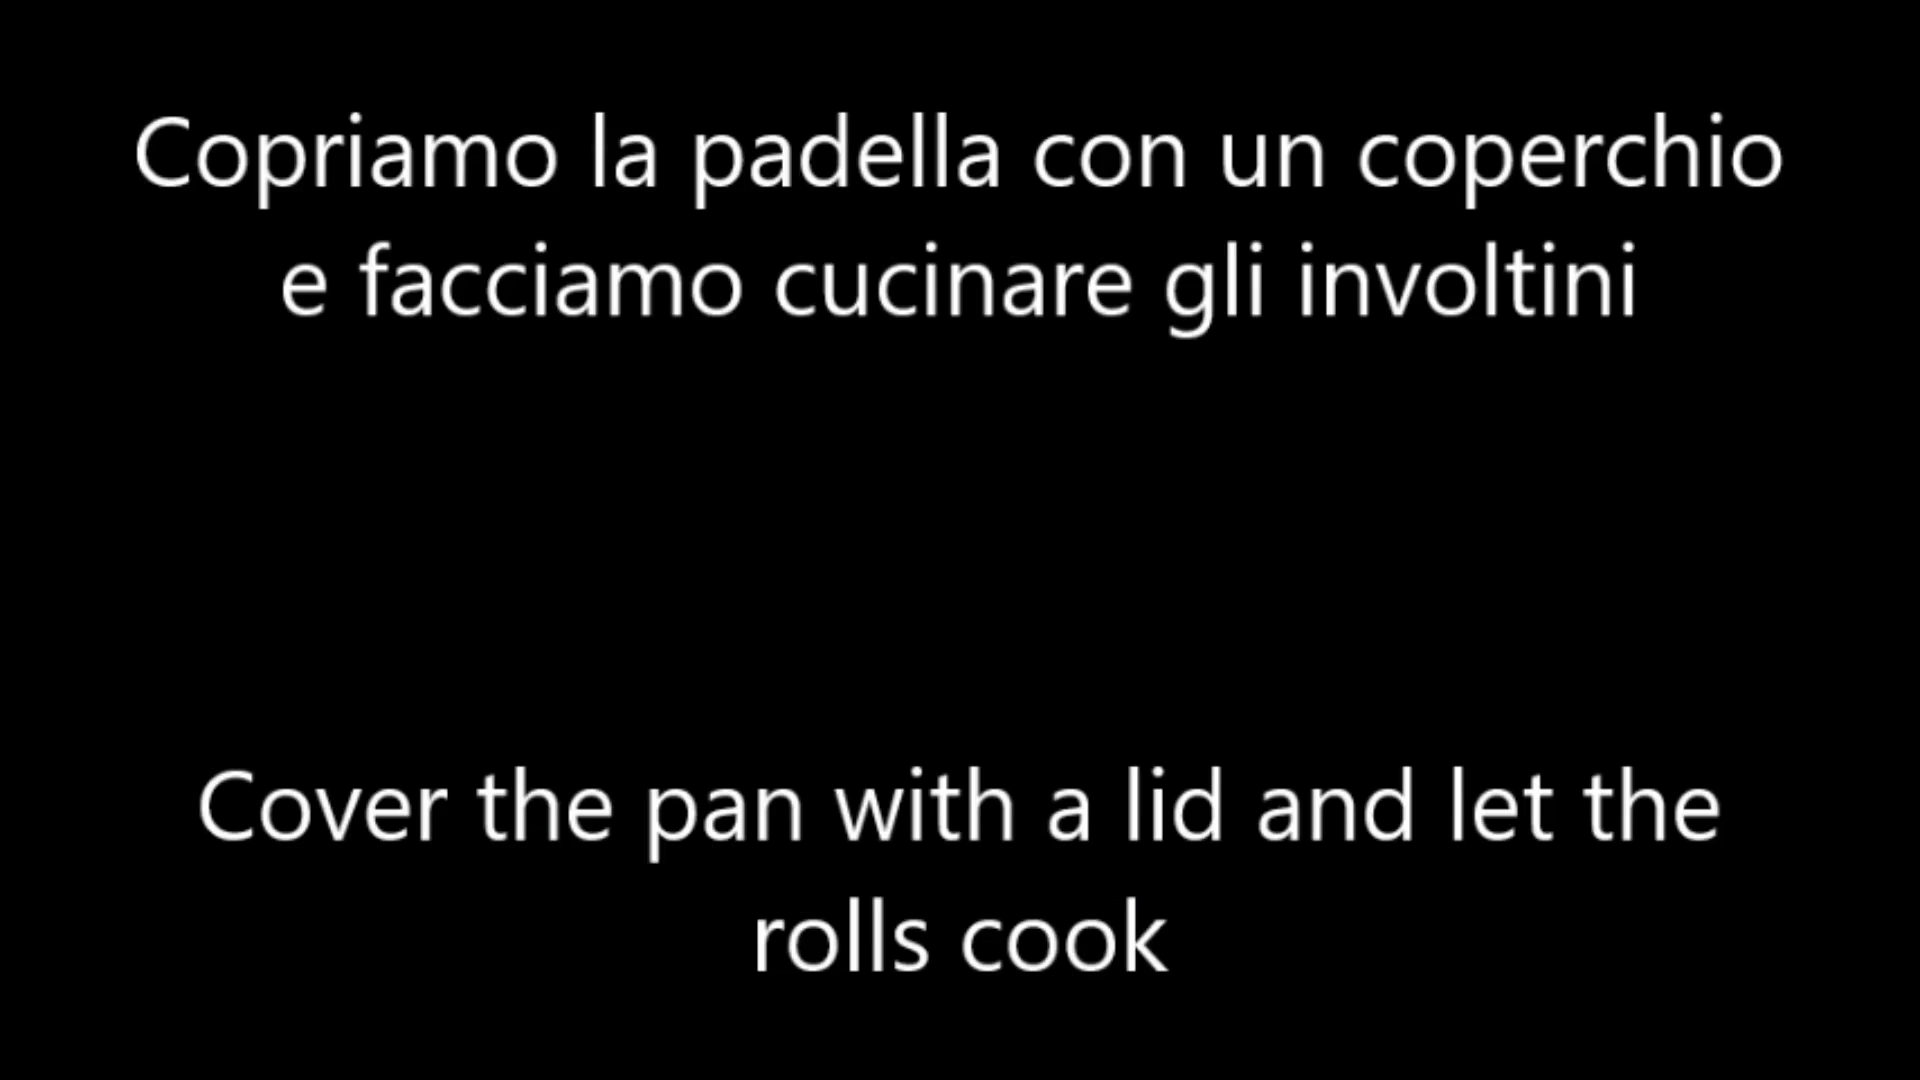 Copriamo la padella con un coperchio
e facciamo cucinare gli involtini
Cover the pan with a lid and let the
rolls cook